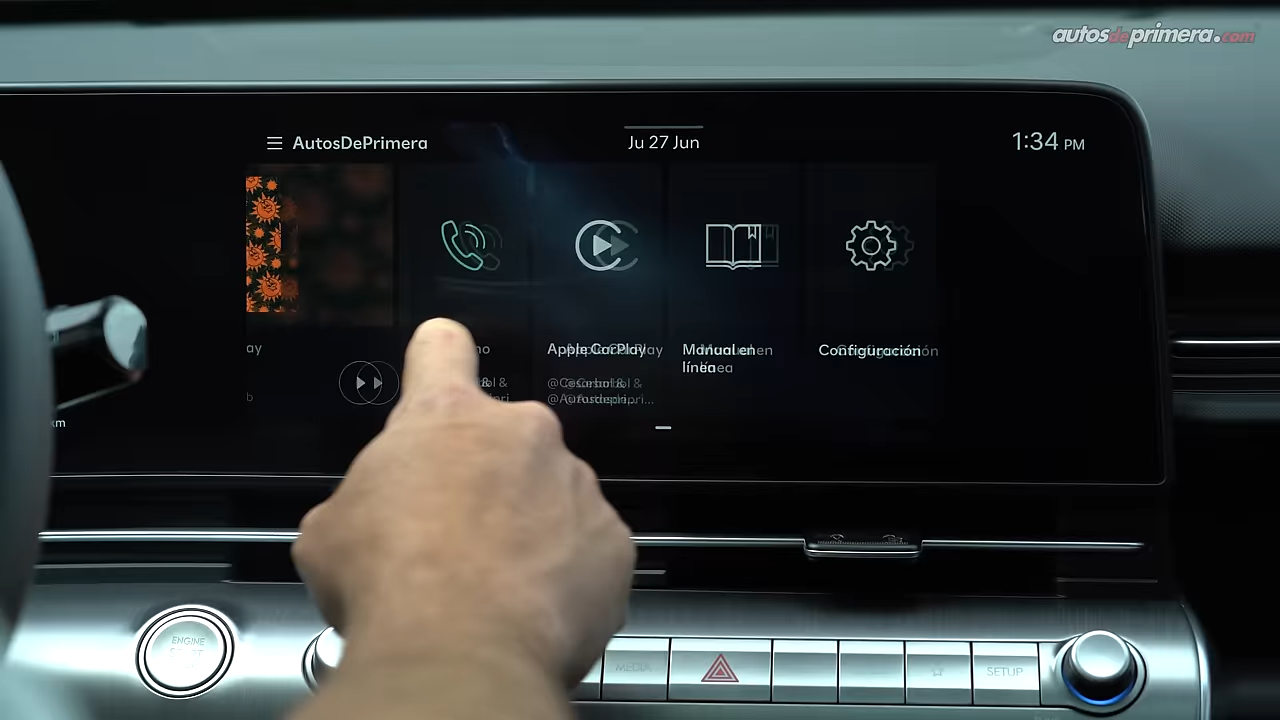 autosdeprimera.com
AutosDePrimera
Ju 27 Jun
1:34 PM
Apple CarPlay
Manual en
línea
Configuración
km
ENGINE
START
MEDIA
SETUP